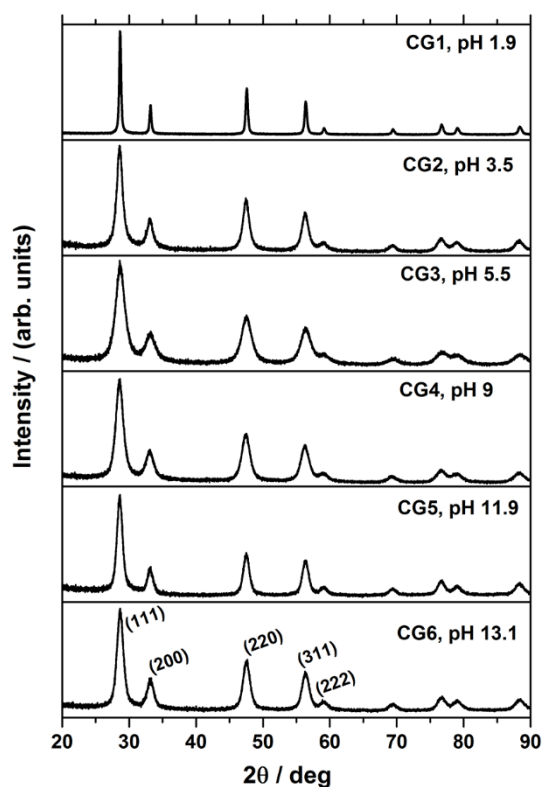 CG1, pH 1.9
CG2, pH 3.5
CG3, pH 5.5
CG4, pH 9
CG5, pH 11.9
CG6, pH 13.1
(111)
(200)
(220)
(311)
(222)
Intensity / (arb. units)
20 30 40 50 60 70 80 90
2θ / deg